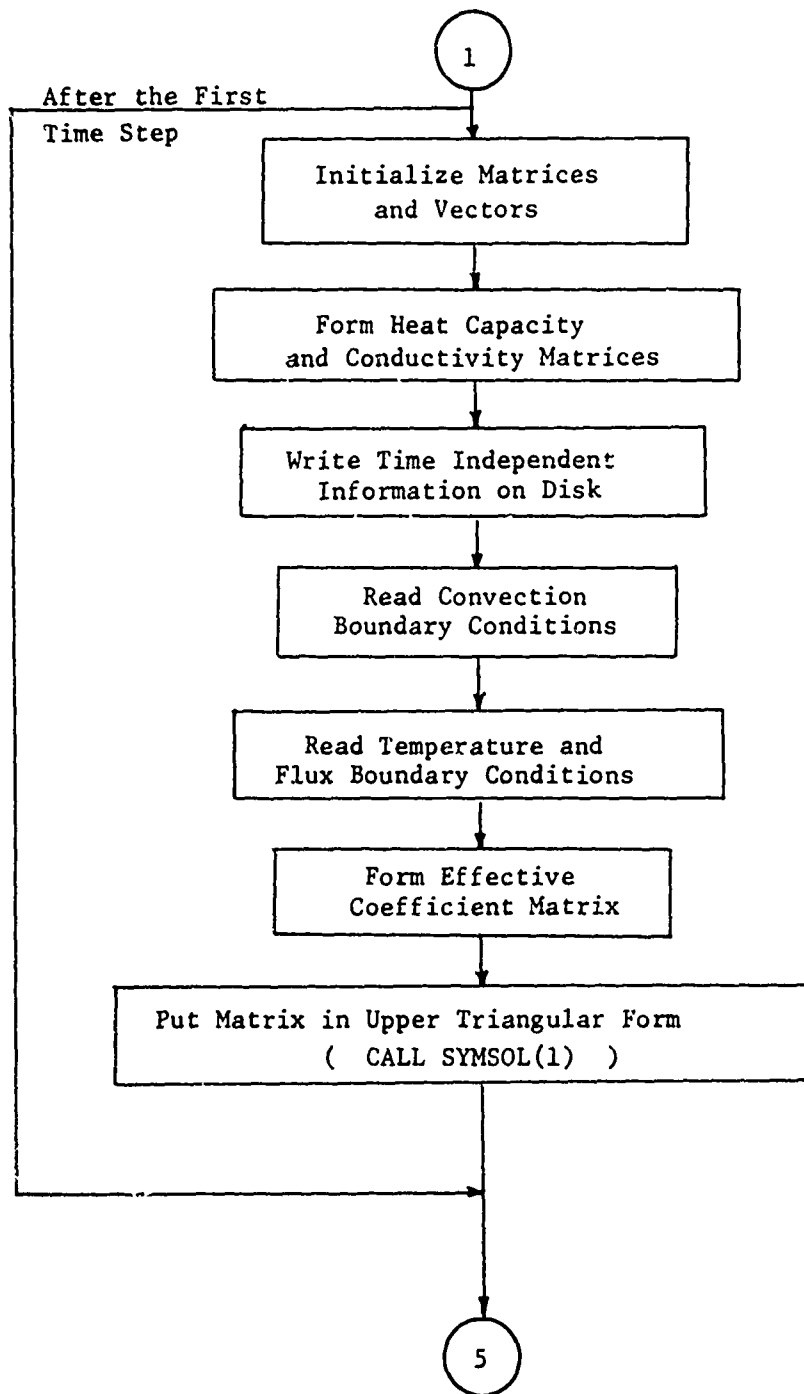 1
After the First
Time Step
Initialize Matrices
and Vectors
Form Heat Capacity
and Conductivity Matrices
Write Time Independent
Information on Disk
Read Convection
Boundary Conditions
Read Temperature and
Flux Boundary Conditions
Form Effective
Coefficient Matrix
Put Matrix in Upper Triangular Form
( CALL SYMSOL(1) )
5